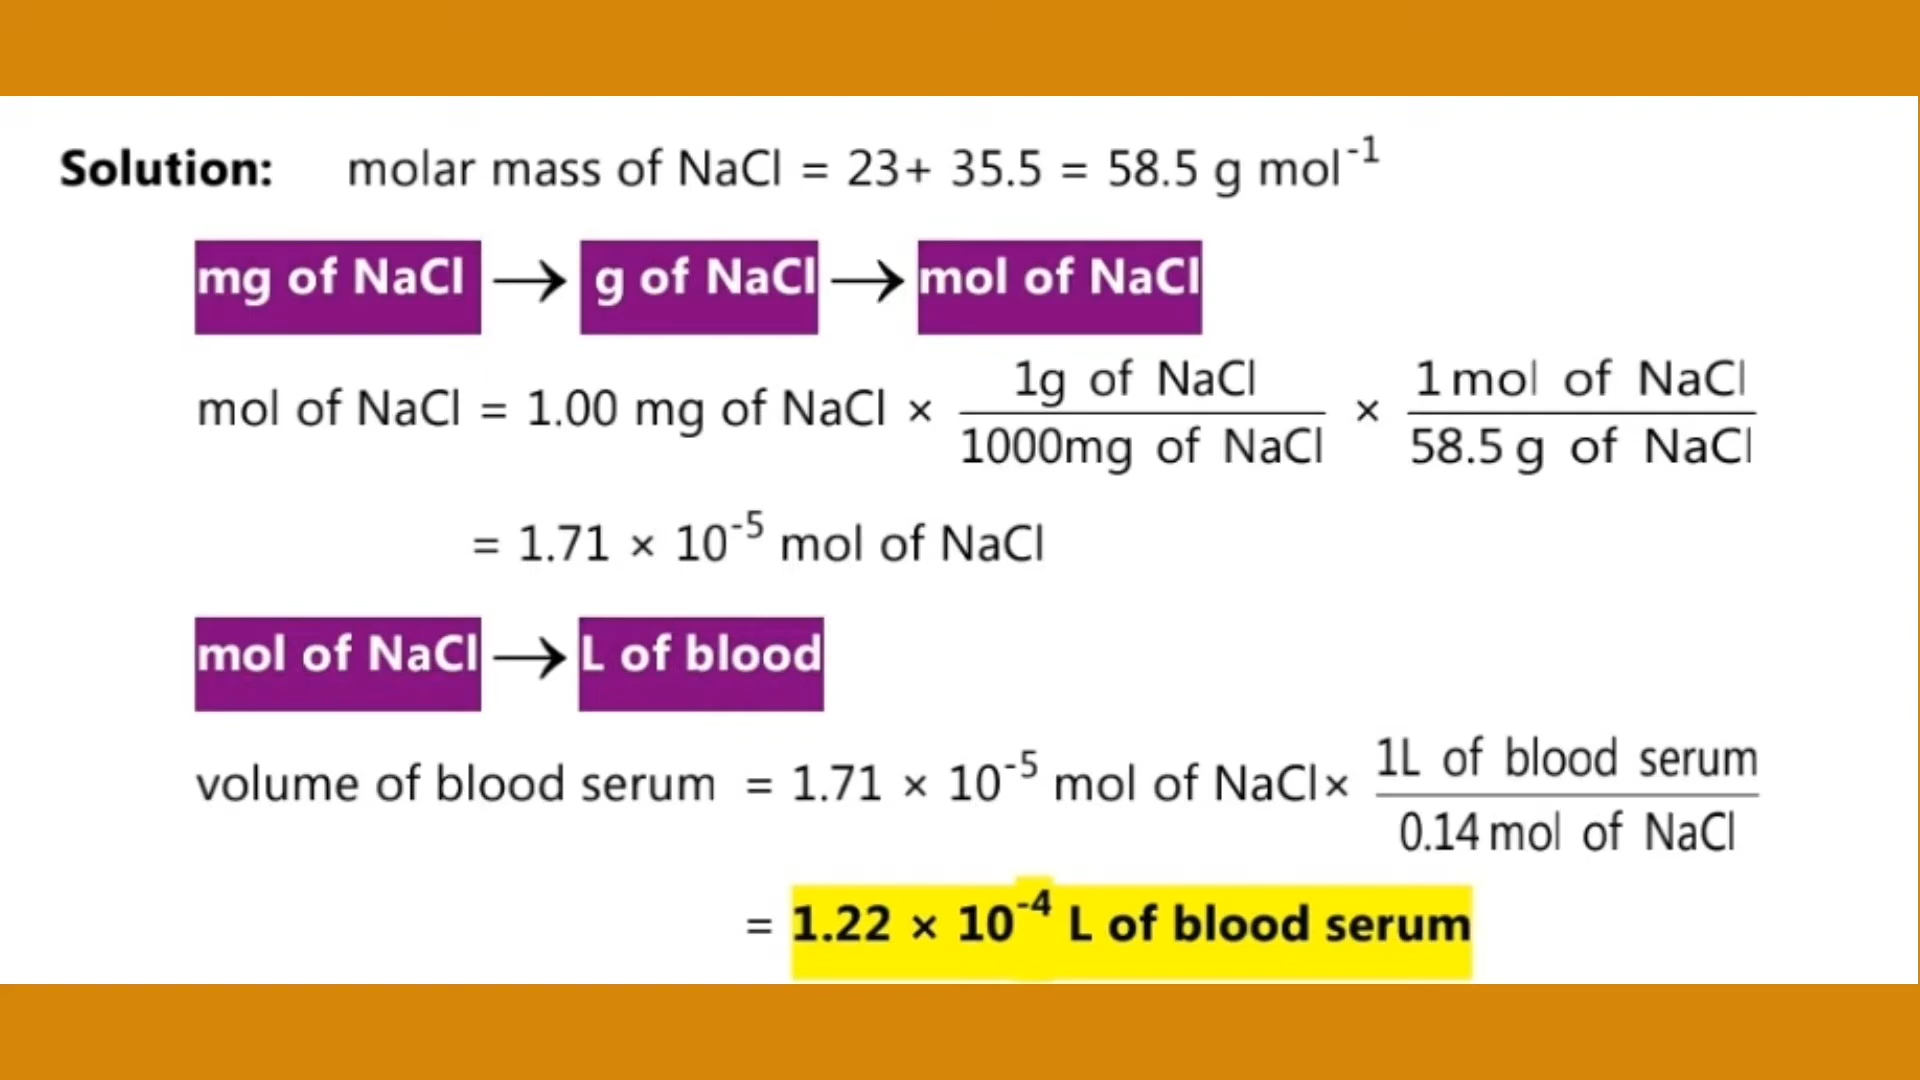 Solution: molar mass of NaCl = 23+ 35.5 = 58.5 g mol⁻¹
mg of NaCl → g of NaCl → mol of NaCl
mol of NaCl = 1.00 mg of NaCl × 1g of NaCl / 1000mg of NaCl × 1 mol of NaCl / 58.5 g of NaCl
= 1.71 × 10⁻⁵ mol of NaCl
mol of NaCl → L of blood
volume of blood serum = 1.71 × 10⁻⁵ mol of NaCl× 1L of blood serum / 0.14 mol of NaCl
= 1.22 × 10⁻⁴ L of blood serum